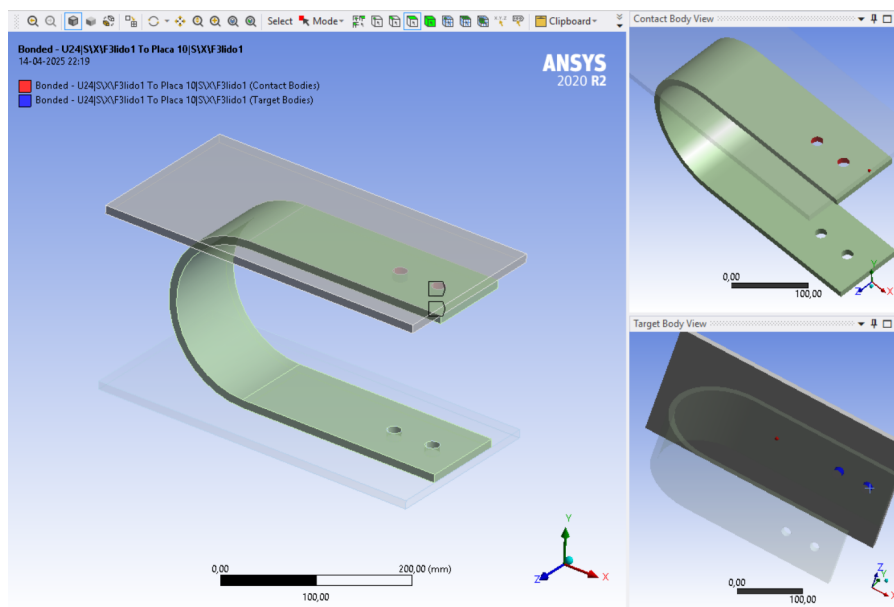 Select Mode Clipboard
Contact Body View
Bonded - U24|S\X\F3lido1 To Placa 10|S\X\F3lido1
14-04-2025 22:19
Bonded - U24|S\X\F3lido1 To Placa 10|S\X\F3lido1 (Contact Bodies)
Bonded - U24|S\X\F3lido1 To Placa 10|S\X\F3lido1 (Target Bodies)
ANSYS
2020 R2
0,00
100,00
Y
Z
X
Target Body View
0,00
200,00 (mm)
100,00
Y
Z
X
0,00
100,00
Z
Y
X